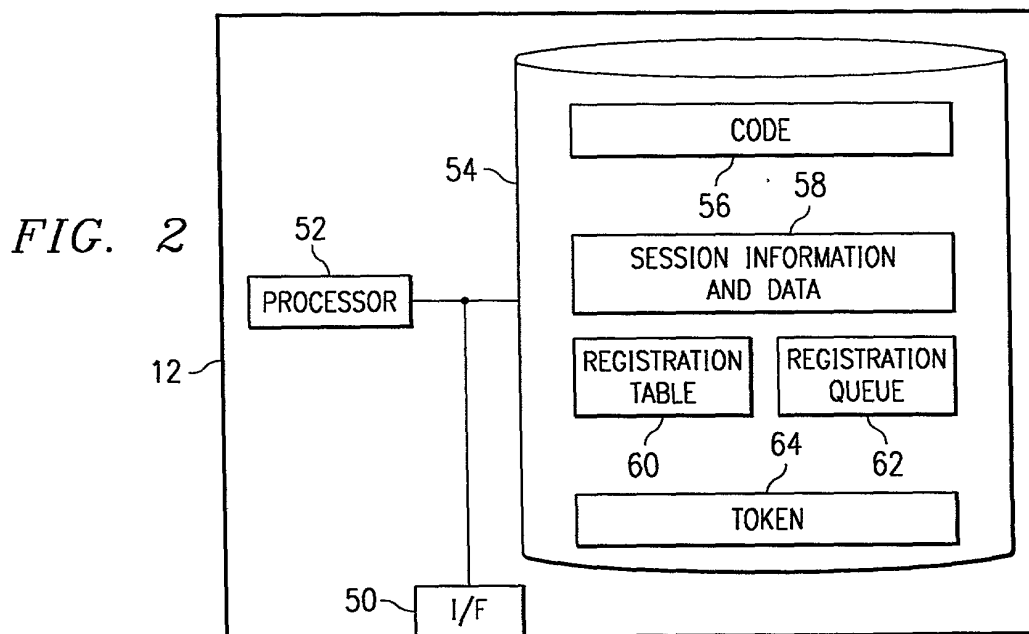 FIG. 2
12
52
PROCESSOR
50
I/F
54
CODE
56
58
SESSION INFORMATION
AND DATA
REGISTRATION
TABLE
60
REGISTRATION
QUEUE
62
64
TOKEN